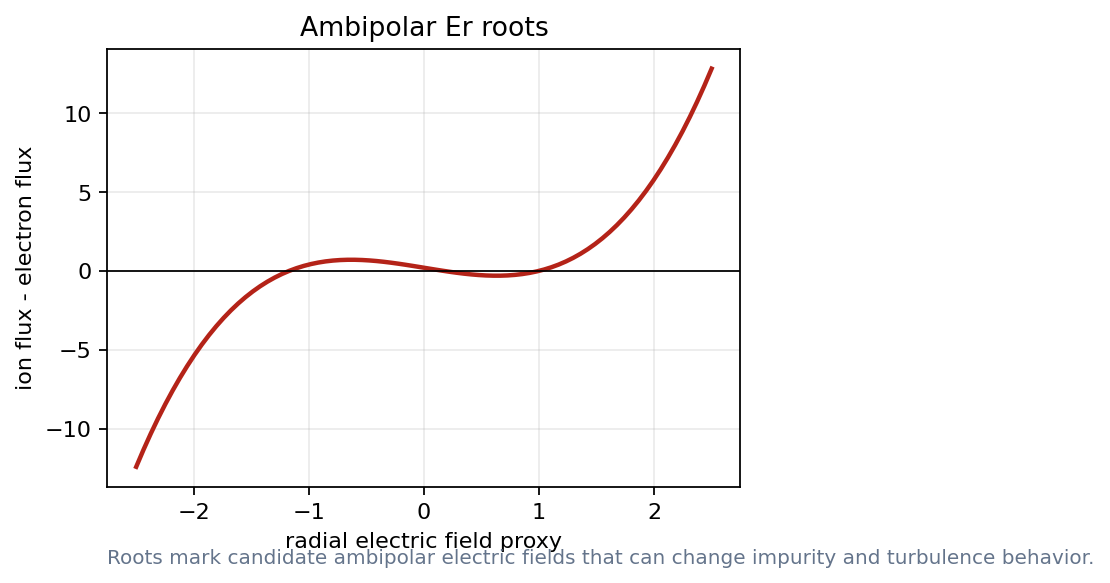 Ambipolar Er roots
ion flux - electron flux
10
5
0
−5
−10
−2
−1
0
1
2
radial electric field proxy
Roots mark candidate ambipolar electric fields that can change impurity and turbulence behavior.